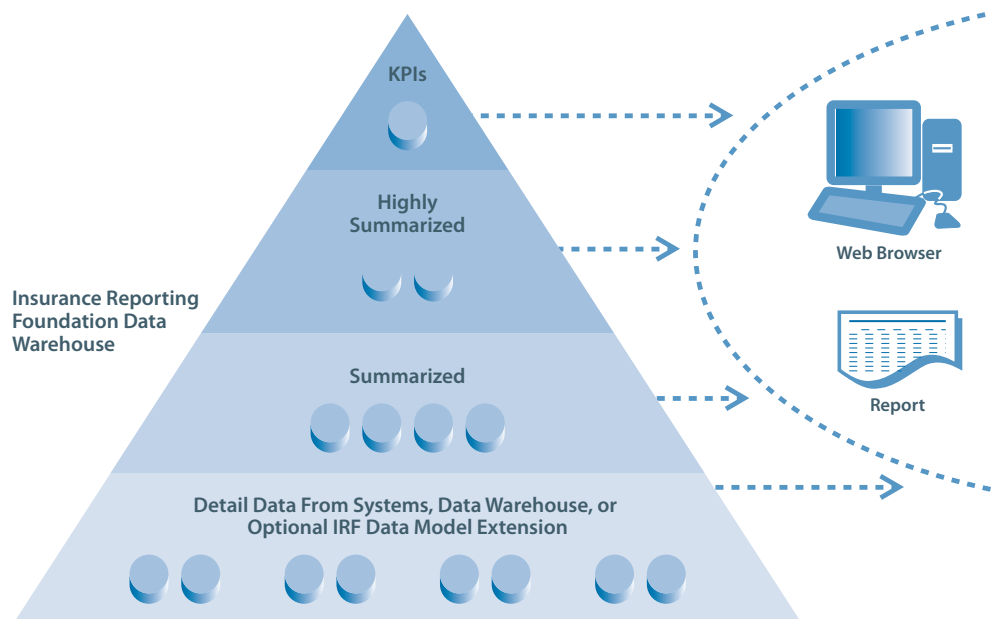 KPIs
Highly
Summarized
Web Browser
Insurance Reporting
Foundation Data
Warehouse
Summarized
Report
Detail Data From Systems, Data Warehouse, or
Optional IRF Data Model Extension